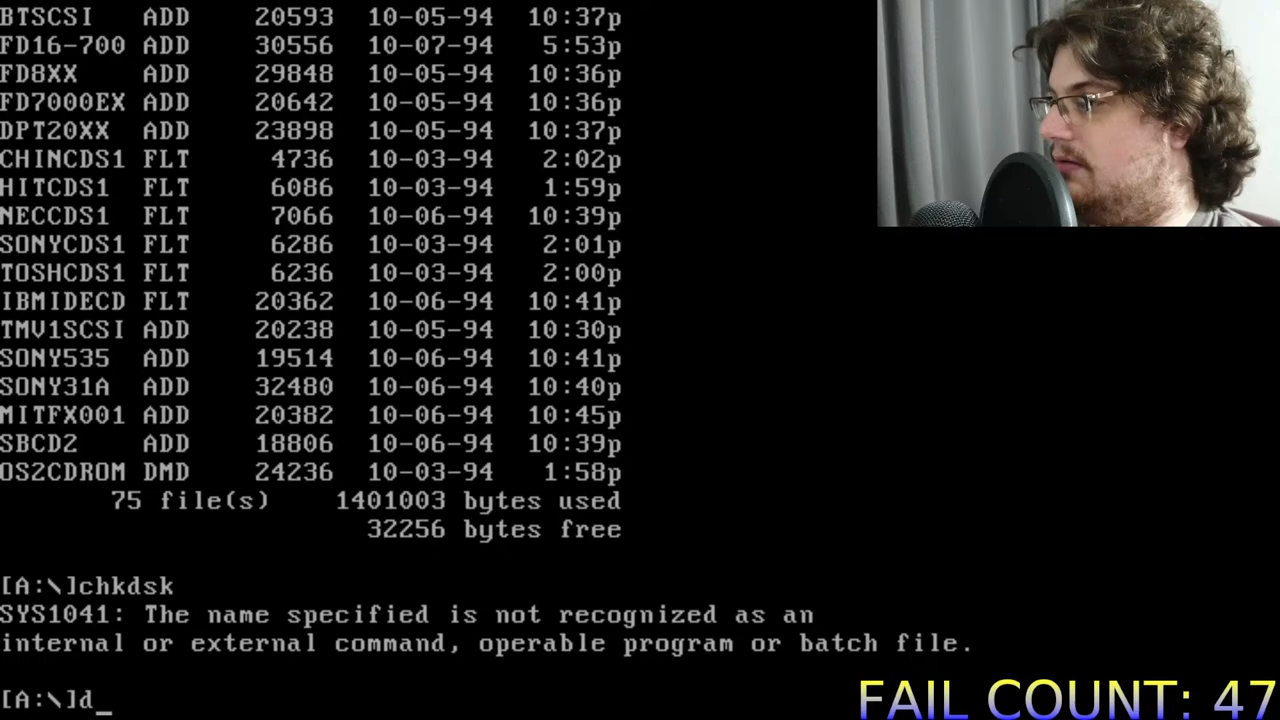 BTSCSI ADD 20593 10-05-94 10:37p
FD16-700 ADD 30556 10-07-94 5:53p
FD8XX ADD 29848 10-05-94 10:36p
FD7000EX ADD 20642 10-05-94 10:36p
DPT20XX ADD 23898 10-05-94 10:37p
CHINCDS1 FLT 4736 10-03-94 2:02p
HITCDS1 FLT 6086 10-03-94 1:59p
NECCDS1 FLT 7066 10-06-94 10:39p
SONYCDS1 FLT 6286 10-03-94 2:01p
TOSHCDS1 FLT 6236 10-03-94 2:00p
IBMIDECD FLT 20362 10-06-94 10:41p
TMV1SCSI ADD 20238 10-05-94 10:30p
SONY535 ADD 19514 10-06-94 10:41p
SONY31A ADD 32480 10-06-94 10:40p
MITFX001 ADD 20382 10-06-94 10:45p
SBCD2 ADD 18806 10-06-94 10:39p
OS2CDROM DMD 24236 10-03-94 1:58p
75 file(s) 1401003 bytes used
32256 bytes free
[A:\]chkdsk
SYS1041: The name specified is not recognized as an
internal or external command, operable program or batch file.
[A:\]d_
FAIL COUNT: 47